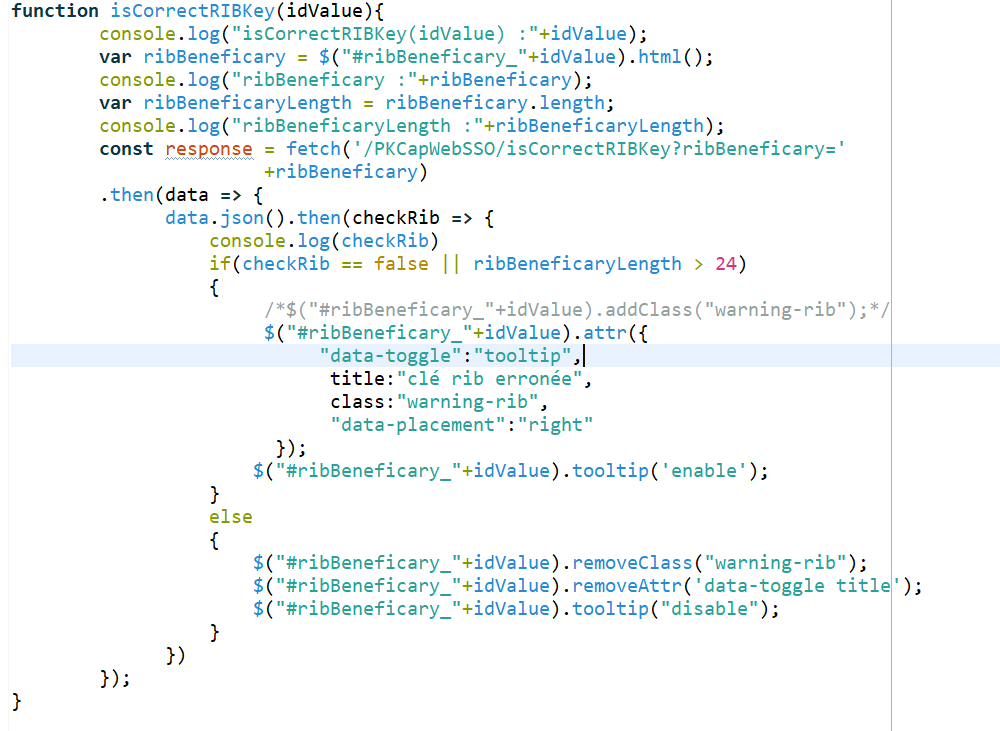 function isCorrectRIBKey(idValue){
        console.log("isCorrectRIBKey(idValue) :"+idValue);
        var ribBeneficary = $("#ribBeneficary_"+idValue).html();
        console.log("ribBeneficary :"+ribBeneficary);
        var ribBeneficaryLength = ribBeneficary.length;
        console.log("ribBeneficaryLength :"+ribBeneficaryLength);
        const response = fetch('/PKCapWebSSO/isCorrectRIBKey?ribBeneficary='
                       +ribBeneficary)
        .then(data => {
              data.json().then(checkRib => {
                  console.log(checkRib)
                  if(checkRib == false || ribBeneficaryLength > 24)
                  {
                       /*$("#ribBeneficary_"+idValue).addClass("warning-rib");*/
                       $("#ribBeneficary_"+idValue).attr({
                            "data-toggle":"tooltip",
                             title:"clé rib erronée",
                             class:"warning-rib",
                             "data-placement":"right"
                        });
                      $("#ribBeneficary_"+idValue).tooltip('enable');
                  }
                  else
                  {
                      $("#ribBeneficary_"+idValue).removeClass("warning-rib");
                      $("#ribBeneficary_"+idValue).removeAttr('data-toggle title');
                      $("#ribBeneficary_"+idValue).tooltip("disable");
                  }
              })
        });
}